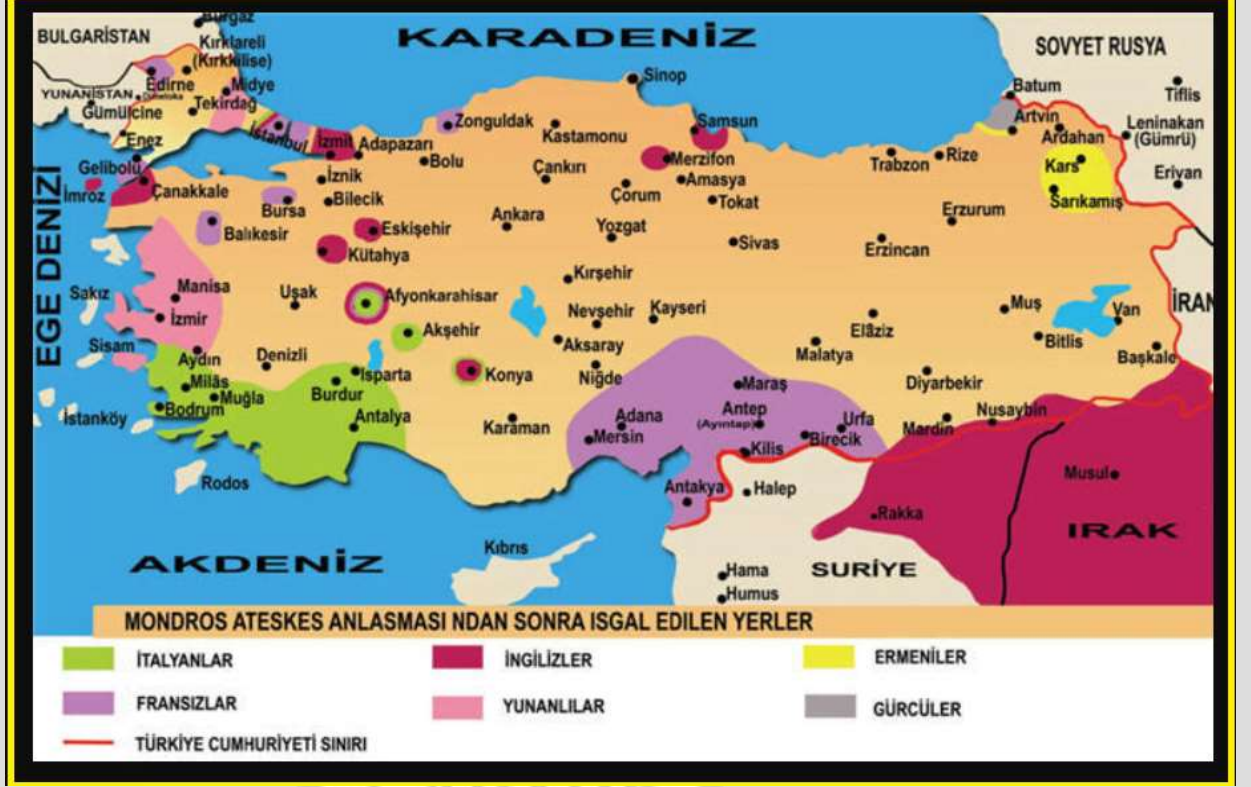 Burgaz
BULGARİSTAN
KARADENİZ
SOVYET RUSYA
Kırklareli
(Kırkkilise)
Sinop
Edirne
YUNANİSTAN
Midye
Batum
Tiflis
Gümülcine
Tekirdağ
Enez
İstanbul
İzmit
Adapazarı
Zonguldak
Kastamonu
Samsun
Artvin
Ardahan
Leninakan
(Gümrü)
Gelibolu
Bolu
Merzifon
Trabzon
Rize
Kars
Erivan
İmroz
Çanakkale
İznik
Çankırı
Amasya
Bilecik
Çorum
Tokat
Sarıkamış
Bursa
Ankara
Erzurum
Balıkesir
Eskişehir
Yozgat
Sivas
Erzincan
Kütahya
EGE DENİZİ
Kırşehir
Manisa
Sakız
Uşak
Afyonkarahisar
Nevşehir
Kayseri
Muş
Van
İRAN
İzmir
Akşehir
Elâziz
Sisam
Aksaray
Bitlis
Aydın
Denizli
Malatya
Başkale
Isparta
Konya
Niğde
Milâs
Burdur
Maraş
Diyarbekir
Muğla
Bodrum
İstanköy
Antalya
Karaman
Adana
Antep
(Ayıntap)
Urfa
Nusaybin
Mersin
Birecik
Mardin
Kilis
Rodos
Antakya
Halep
Musul
Rakka
IRAK
AKDENİZ
Kıbrıs
Hama
SURİYE
Humus
MONDROS ATESKES ANLASMASI NDAN SONRA ISGAL EDILEN YERLER
İTALYANLAR
İNGİLİZLER
ERMENİLER
FRANSIZLAR
YUNANLILAR
GÜRCÜLER
TÜRKİYE CUMHURİYETİ SINIRI